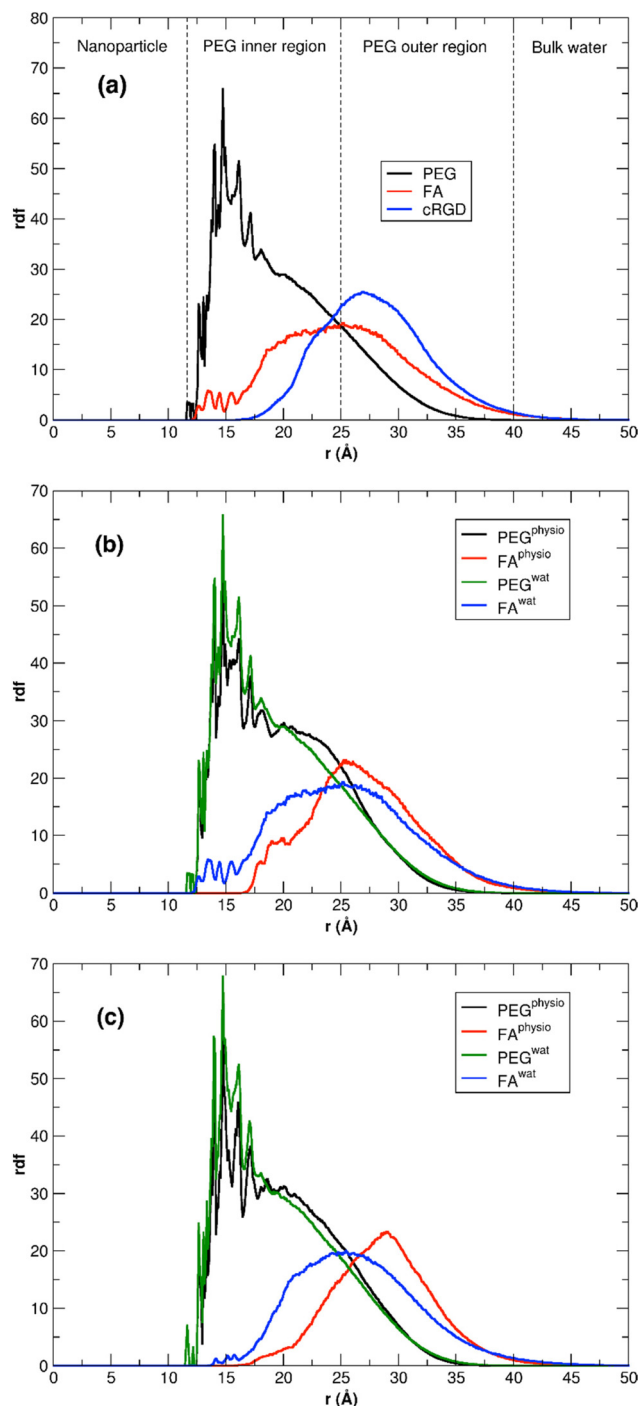 80
Nanoparticle PEG inner region PEG outer region Bulk water
70
(a)
60
50
PEG
FA
cRGD
40
rdf
30
20
10
0
0 5 10 15 20 25 30 35 40 45 50
r (Å)
70
(b)
PEG^physio
FA^physio
PEG^wat
FA^wat
60
50
40
rdf
30
20
10
0
0 5 10 15 20 25 30 35 40 45 50
r (Å)
70
(c)
PEG^physio
FA^physio
PEG^wat
FA^wat
60
50
40
rdf
30
20
10
0
0 5 10 15 20 25 30 35 40 45 50
r (Å)